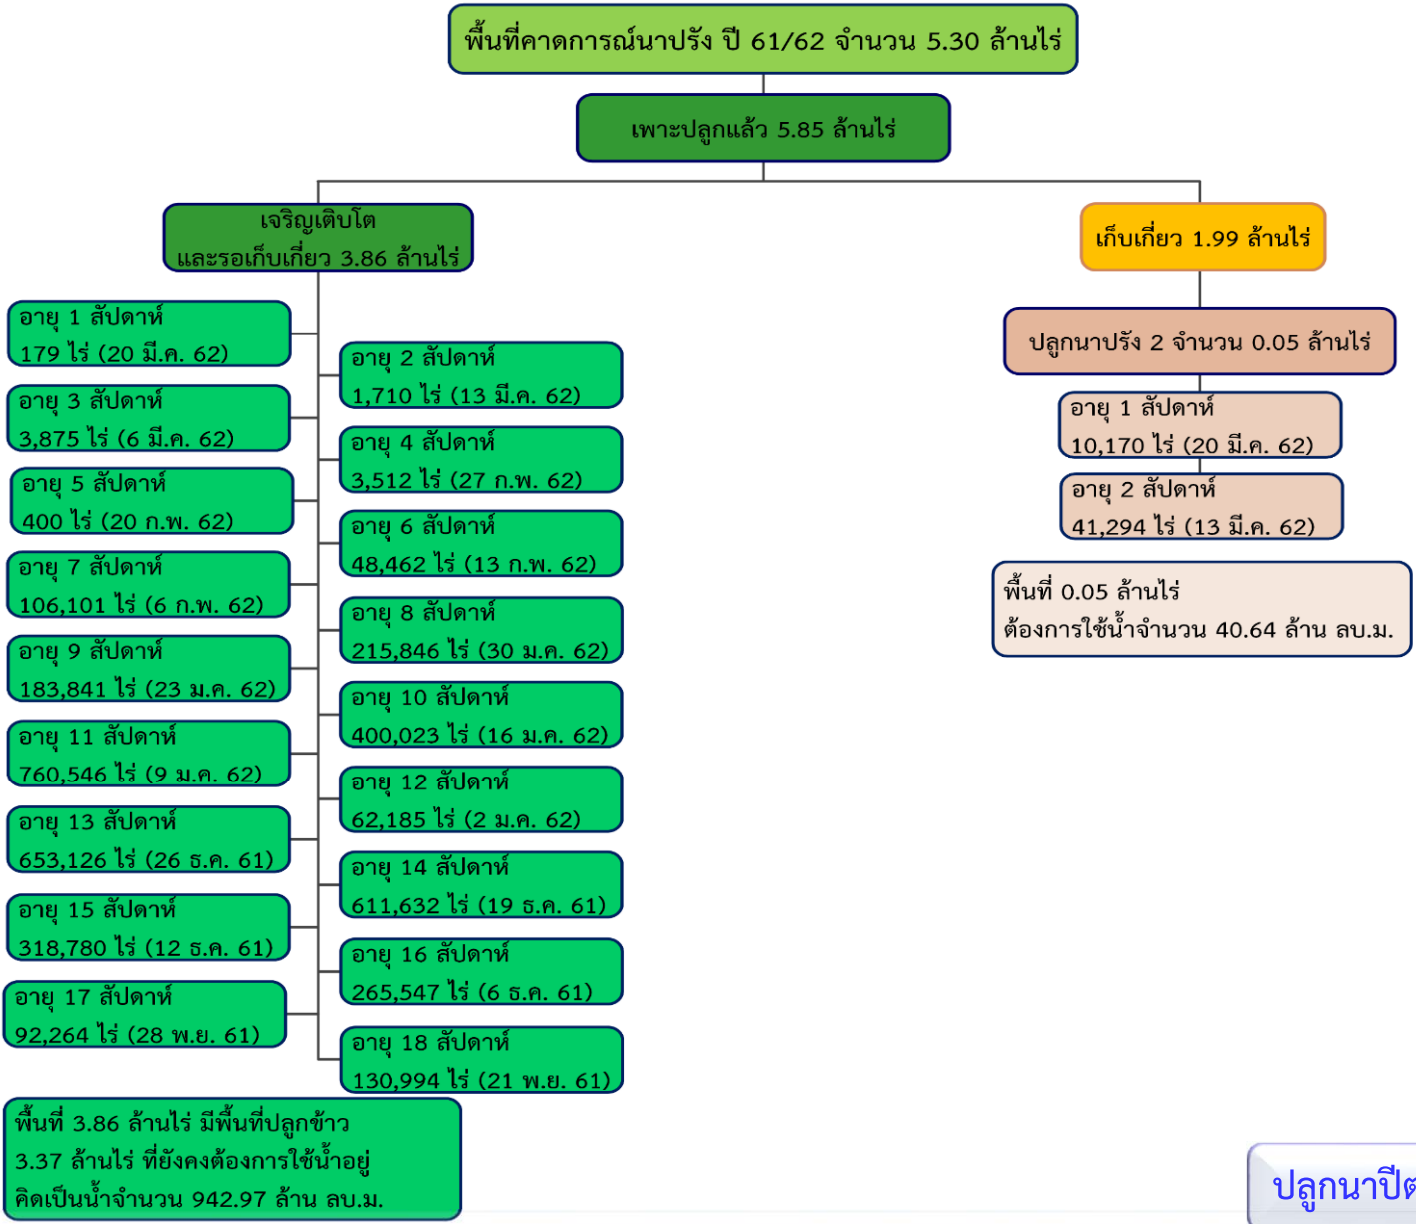 พื้นที่คาดการณ์นาปรัง ปี 61/62 จำนวน 5.30 ล้านไร่
เพาะปลูกแล้ว 5.85 ล้านไร่
เจริญเติบโต
และรอเก็บเกี่ยว 3.86 ล้านไร่
อายุ 1 สัปดาห์
179 ไร่ (20 มี.ค. 62)
อายุ 2 สัปดาห์
1,710 ไร่ (13 มี.ค. 62)
อายุ 3 สัปดาห์
3,875 ไร่ (6 มี.ค. 62)
อายุ 4 สัปดาห์
3,512 ไร่ (27 ก.พ. 62)
อายุ 5 สัปดาห์
400 ไร่ (20 ก.พ. 62)
อายุ 6 สัปดาห์
48,462 ไร่ (13 ก.พ. 62)
อายุ 7 สัปดาห์
106,101 ไร่ (6 ก.พ. 62)
อายุ 8 สัปดาห์
215,846 ไร่ (30 ม.ค. 62)
อายุ 9 สัปดาห์
183,841 ไร่ (23 ม.ค. 62)
อายุ 10 สัปดาห์
400,023 ไร่ (16 ม.ค. 62)
อายุ 11 สัปดาห์
760,546 ไร่ (9 ม.ค. 62)
อายุ 12 สัปดาห์
62,185 ไร่ (2 ม.ค. 62)
อายุ 13 สัปดาห์
653,126 ไร่ (26 ธ.ค. 61)
อายุ 14 สัปดาห์
611,632 ไร่ (19 ธ.ค. 61)
อายุ 15 สัปดาห์
318,780 ไร่ (12 ธ.ค. 61)
อายุ 16 สัปดาห์
265,547 ไร่ (6 ธ.ค. 61)
อายุ 17 สัปดาห์
92,264 ไร่ (28 พ.ย. 61)
อายุ 18 สัปดาห์
130,994 ไร่ (21 พ.ย. 61)
พื้นที่ 3.86 ล้านไร่ มีพื้นที่ปลูกข้าว
3.37 ล้านไร่ ที่ยังคงต้องการใช้น้ำอยู่
คิดเป็นน้ำจำนวน 942.97 ล้าน ลบ.ม.
เก็บเกี่ยว 1.99 ล้านไร่
ปลูกนาปรัง 2 จำนวน 0.05 ล้านไร่
อายุ 1 สัปดาห์
10,170 ไร่ (20 มี.ค. 62)
อายุ 2 สัปดาห์
41,294 ไร่ (13 มี.ค. 62)
พื้นที่ 0.05 ล้านไร่
ต้องการใช้น้ำจำนวน 40.64 ล้าน ลบ.ม.
ปลูกนาปี